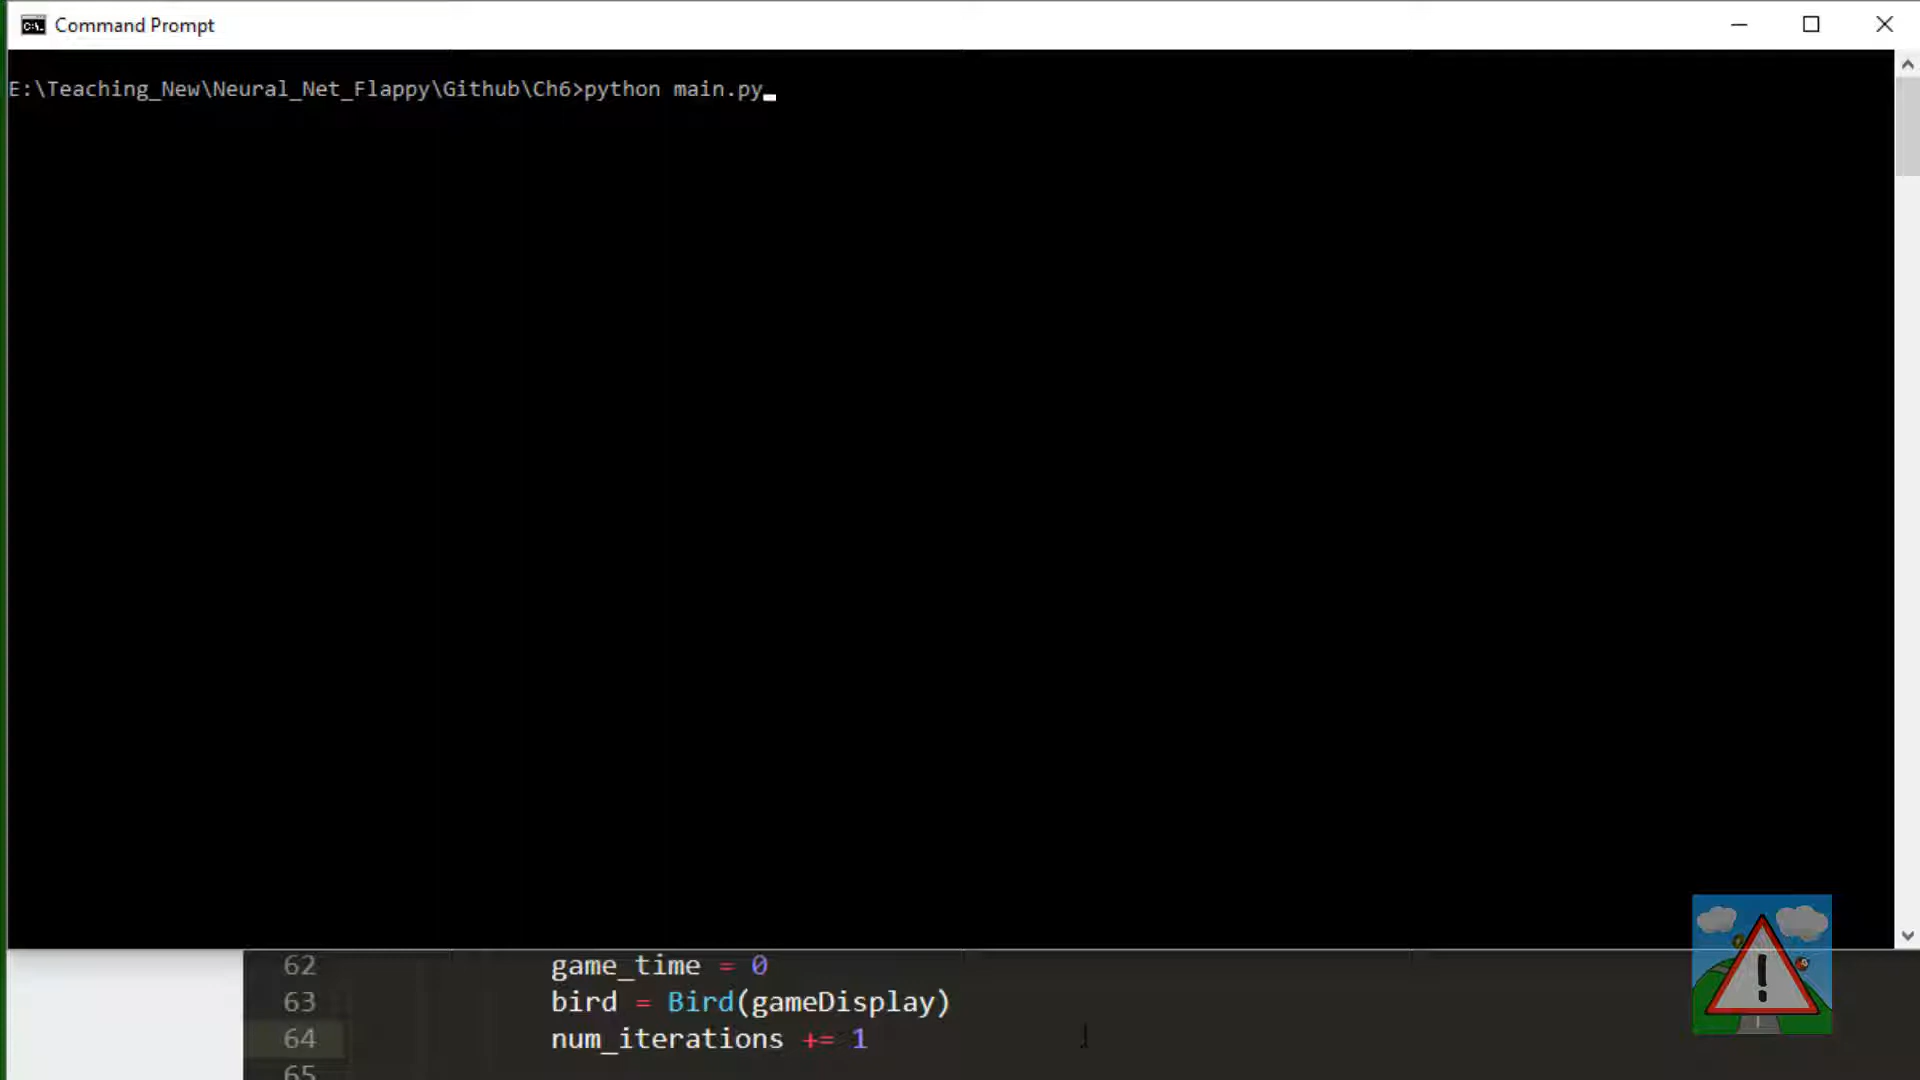 Command Prompt
E:\Teaching_New\Neural_Net_Flappy\Github\Ch6>python main.py
62 game_time = 0
63 bird = Bird(gameDisplay)
64 num_iterations += 1
65
!